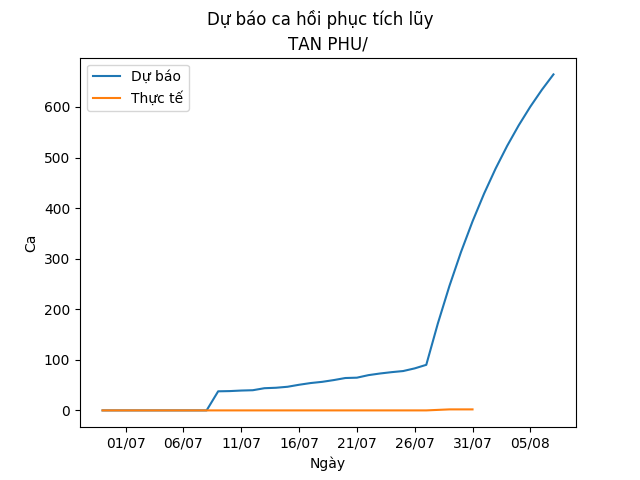 Dự báo ca hồi phục tích lũy
TAN PHU/
Dự báo
Thực tế
Ca
600
500
400
300
200
100
0
01/07 06/07 11/07 16/07 21/07 26/07 31/07 05/08
Ngày